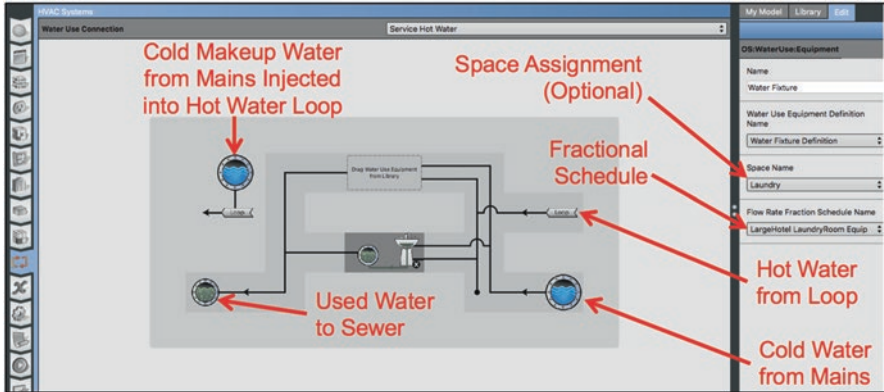 HVAC Systems
My Model
Library
Edit
Water Use Connection
Service Hot Water
Cold Makeup Water
from Mains Injected
into Hot Water Loop
Space Assignment
(Optional)
Fractional
Schedule
OS:WaterUse:Equipment
Name
Water Fixture
Water Use Equipment Definition
Name
Water Fixture Definition
Space Name
Laundry
Flow Rate Fraction Schedule Name
LargeHotel LaundryRoom Equip
Drag Water Use Equipment
from Library
Loop
Loop
Used Water
to Sewer
Hot Water
from Loop
Cold Water
from Mains